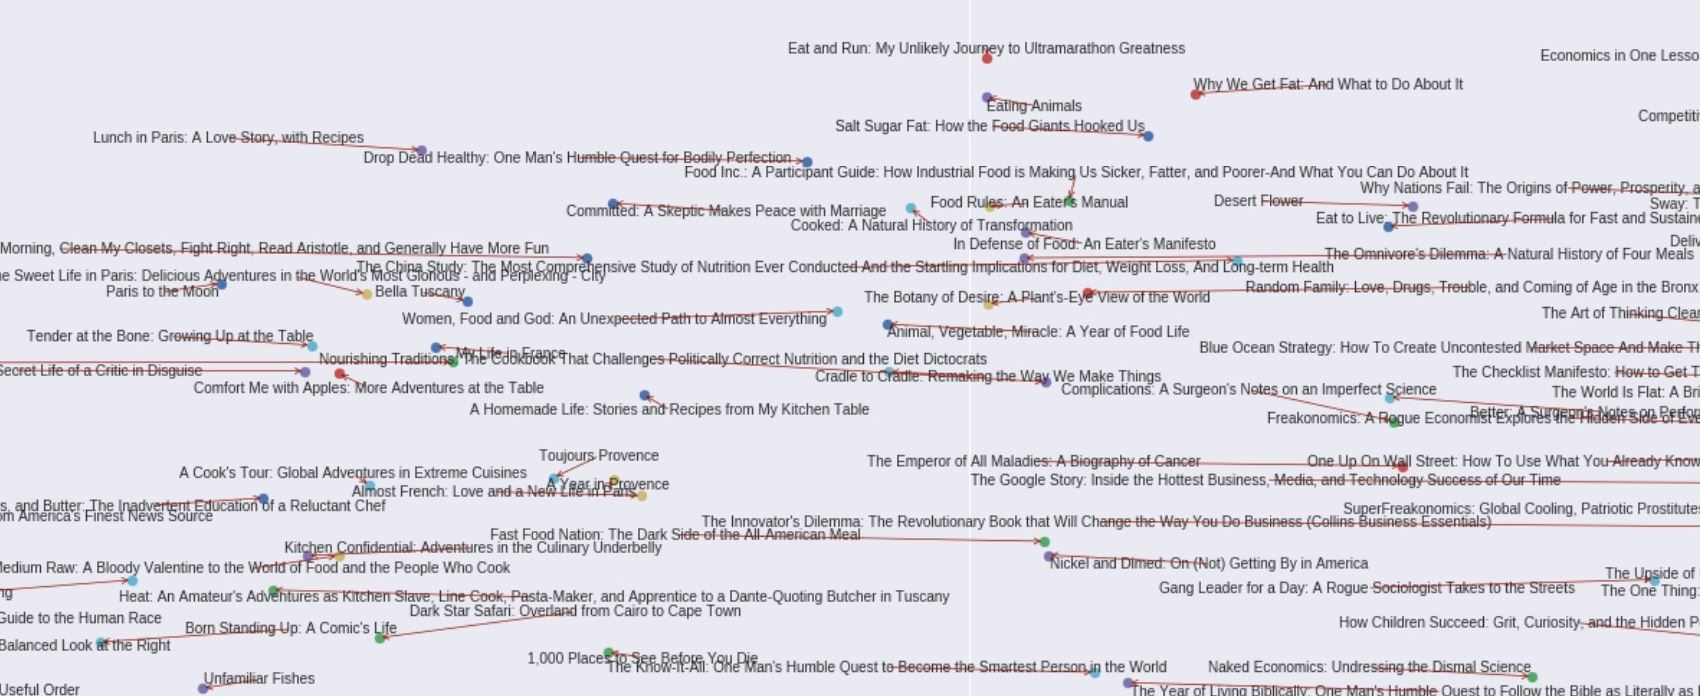 Eat and Run: My Unlikely Journey to Ultramarathon Greatness
Economics in One Lesso
Why We Get Fat: And What to Do About It
Eating Animals
Competiti
Salt Sugar Fat: How the Food Giants Hooked Us
Lunch in Paris: A Love Story, with Recipes
Drop Dead Healthy: One Man's Humble Quest for Bodily Perfection
Food Inc.: A Participant Guide: How Industrial Food is Making Us Sicker, Fatter, and Poorer-And What You Can Do About It
Why Nations Fail: The Origins of Power, Prosperity, a
Food Rules: An Eater's Manual
Desert Flower
Sway: T
Committed: A Skeptic Makes Peace with Marriage
Eat to Live: The Revolutionary Formula for Fast and Sustaine
Cooked: A Natural History of Transformation
Deliv
In Defense of Food: An Eater's Manifesto
Morning, Clean My Closets, Fight Right, Read Aristotle, and Generally Have More Fun
The Omnivore's Dilemma: A Natural History of Four Meals
The China Study: The Most Comprehensive Study of Nutrition Ever Conducted And the Startling Implications for Diet, Weight Loss, And Long-term Health
e Sweet Life in Paris: Delicious Adventures in the World's Most Glorious - and Perplexing - City
Paris to the Moon
Bella Tuscany
Random Family: Love, Drugs, Trouble, and Coming of Age in the Bronx
The Botany of Desire: A Plant's-Eye View of the World
The Art of Thinking Clear
Women, Food and God: An Unexpected Path to Almost Everything
Animal, Vegetable, Miracle: A Year of Food Life
Tender at the Bone: Growing Up at the Table
Blue Ocean Strategy: How To Create Uncontested Market Space And Make Th
My Life in France
Nourishing Traditions: The Cookbook That Challenges Politically Correct Nutrition and the Diet Dictocrats
Secret Life of a Critic in Disguise
The Checklist Manifesto: How to Get T
Cradle to Cradle: Remaking the Way We Make Things
Comfort Me with Apples: More Adventures at the Table
Complications: A Surgeon's Notes on an Imperfect Science
The World Is Flat: A Bri
A Homemade Life: Stories and Recipes from My Kitchen Table
Better: A Surgeon's Notes on Perfor
Freakonomics: A Rogue Economist Explores the Hidden Side of Eve
Toujours Provence
The Emperor of All Maladies: A Biography of Cancer
One Up On Wall Street: How To Use What You Already Know
A Cook's Tour: Global Adventures in Extreme Cuisines
The Google Story: Inside the Hottest Business, Media, and Technology Success of Our Time
A Year in Provence
Almost French: Love and a New Life in Paris
s, and Butter: The Inadvertent Education of a Reluctant Chef
SuperFreakonomics: Global Cooling, Patriotic Prostitutes
om America's Finest News Source
The Innovator's Dilemma: The Revolutionary Book that Will Change the Way You Do Business (Collins Business Essentials)
Fast Food Nation: The Dark Side of the All-American Meal
Kitchen Confidential: Adventures in the Culinary Underbelly
Nickel and Dimed: On (Not) Getting By in America
Medium Raw: A Bloody Valentine to the World of Food and the People Who Cook
The Upside of
Gang Leader for a Day: A Rogue Sociologist Takes to the Streets
The One Thing:
ng
Heat: An Amateur's Adventures as Kitchen Slave, Line Cook, Pasta-Maker, and Apprentice to a Dante-Quoting Butcher in Tuscany
Dark Star Safari: Overland from Cairo to Cape Town
Guide to the Human Race
How Children Succeed: Grit, Curiosity, and the Hidden P
Born Standing Up: A Comic's Life
Balanced Look at the Right
1,000 Places to See Before You Die
The Know-It-All: One Man's Humble Quest to Become the Smartest Person in the World
Naked Economics: Undressing the Dismal Science
Unfamiliar Fishes
Useful Order
The Year of Living Biblically: One Man's Humble Quest to Follow the Bible as Literally as